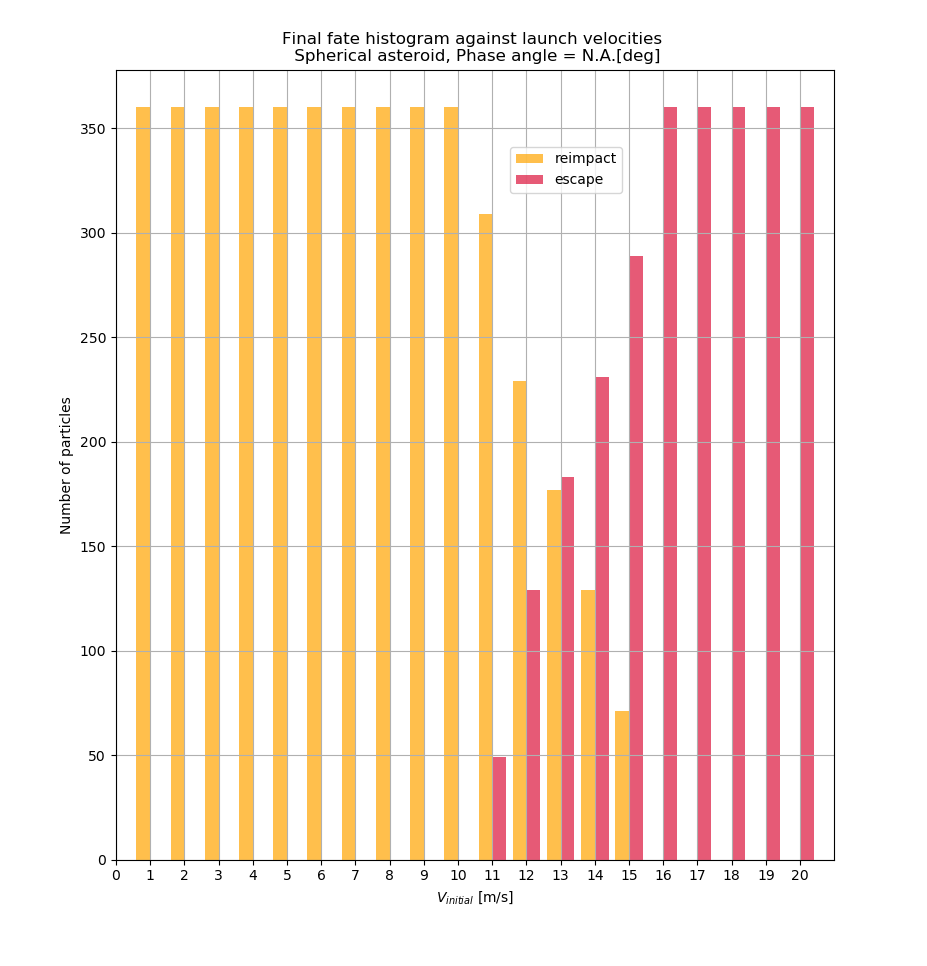 Final fate histogram against launch velocities
Spherical asteroid, Phase angle = N.A.[deg]
350
300
250
200
150
100
50
0
Number of particles
reimpact
escape
0 1 2 3 4 5 6 7 8 9 10 11 12 13 14 15 16 17 18 19 20
V_initial [m/s]